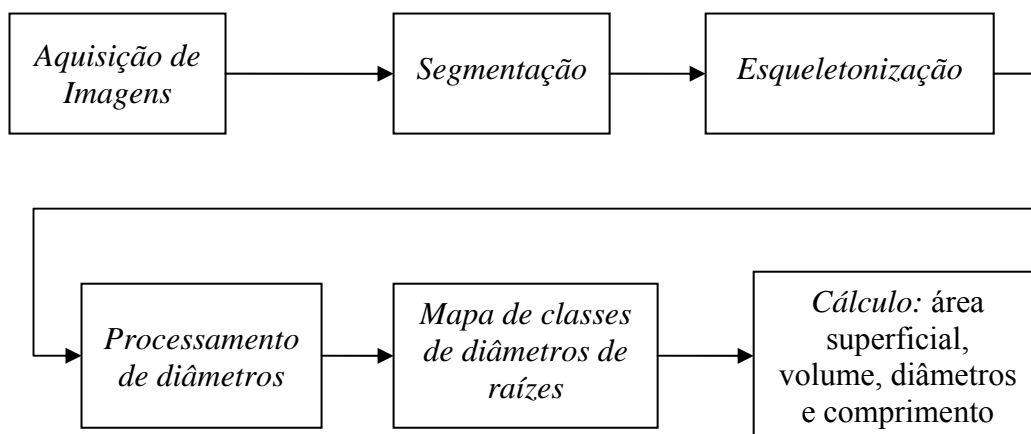 Aquisição de
Imagens
Segmentação
Esqueletonização
Processamento
de diâmetros
Mapa de classes
de diâmetros de
raízes
Cálculo: área
superficial,
volume, diâmetros
e comprimento